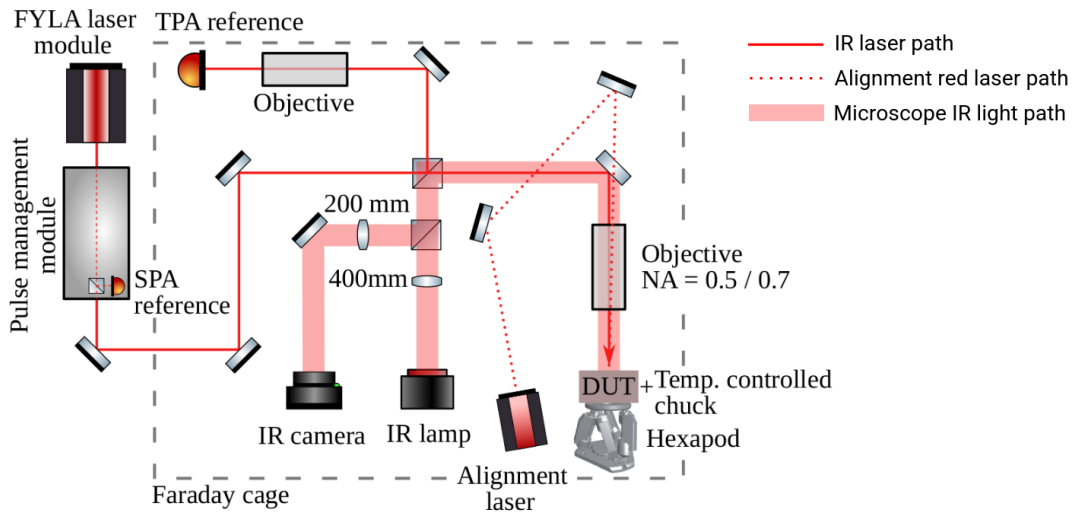 FYLA laser
module
TPA reference
Objective
IR laser path
Alignment red laser path
Microscope IR light path
Pulse management
module
SPA
reference
200 mm
400mm
Objective
NA = 0.5 / 0.7
DUT
+Temp. controlled
chuck
Hexapod
IR camera
IR lamp
Alignment
laser
Faraday cage